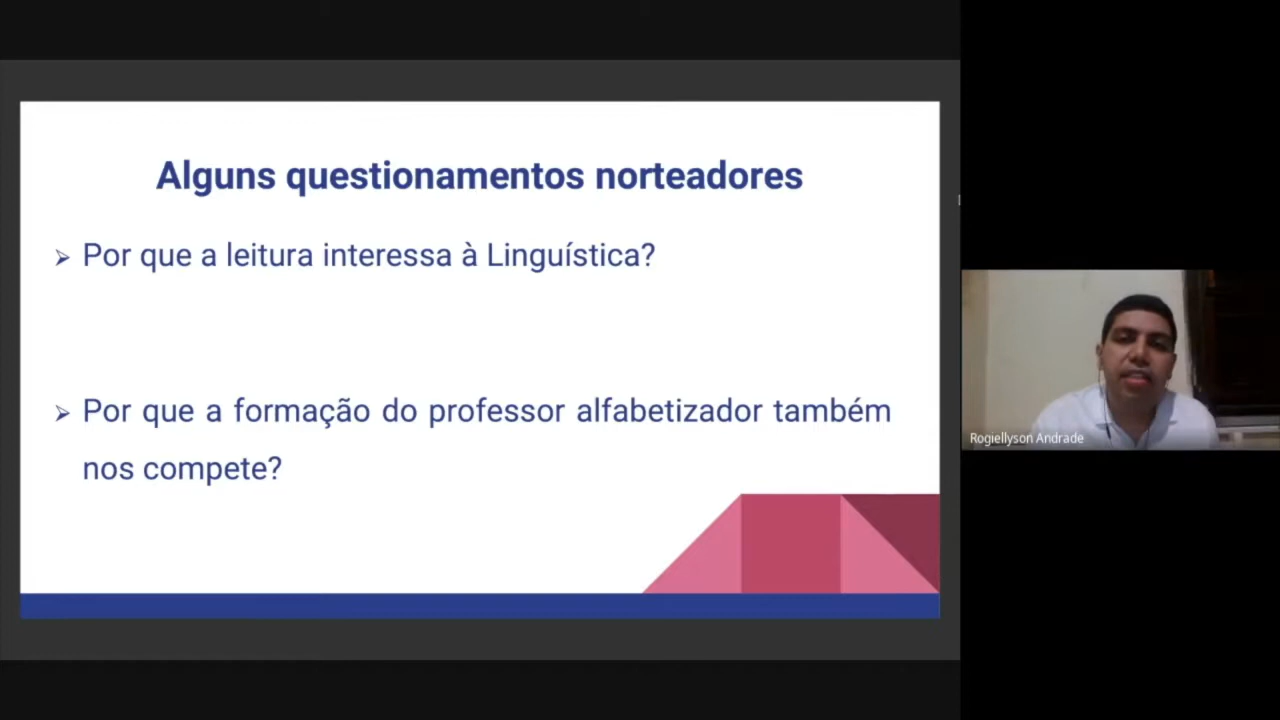 Alguns questionamentos norteadores
➢ Por que a leitura interessa à Linguística?
➢ Por que a formação do professor alfabetizador também
nos compete?
Rogiellyson Andrade